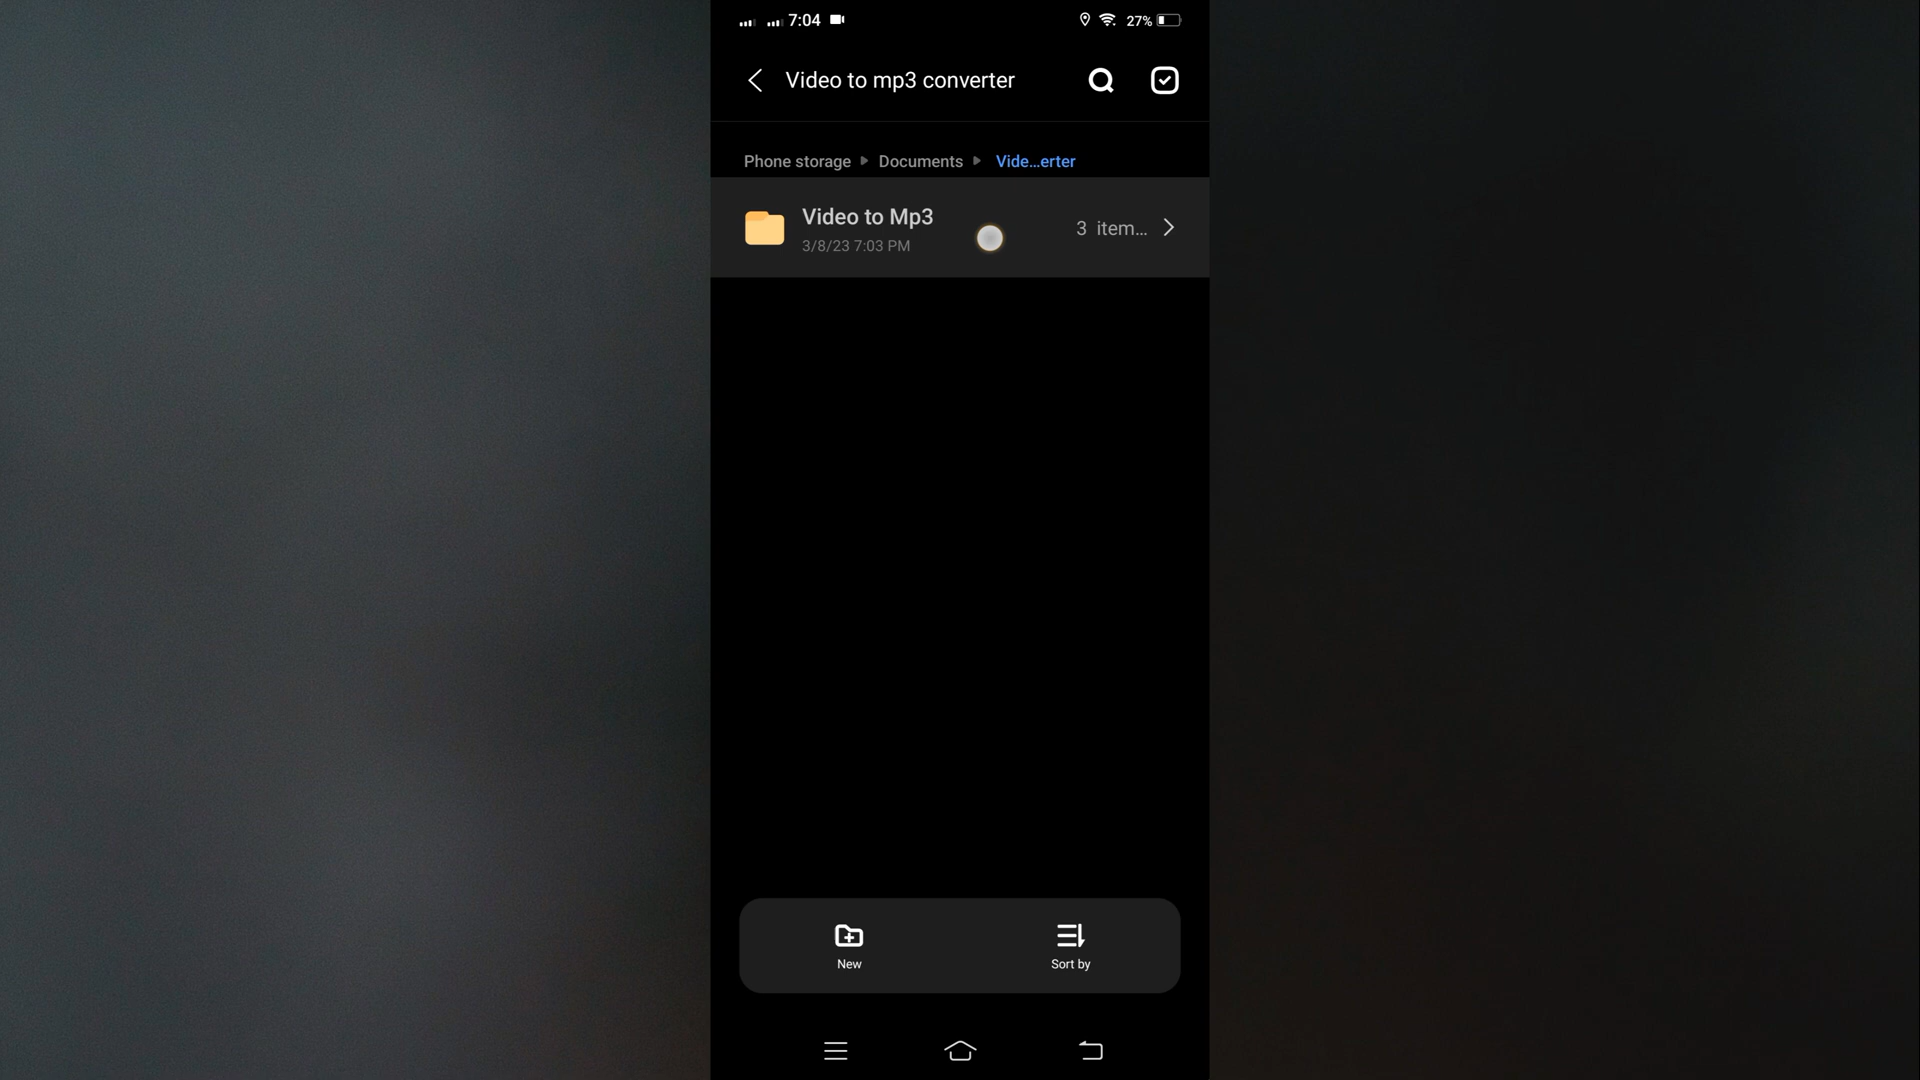 7:04 27%
Video to mp3 converter
Phone storage Documents Vide...erter
Video to Mp3
3 item...
3/8/23 7:03 PM
New Sort by